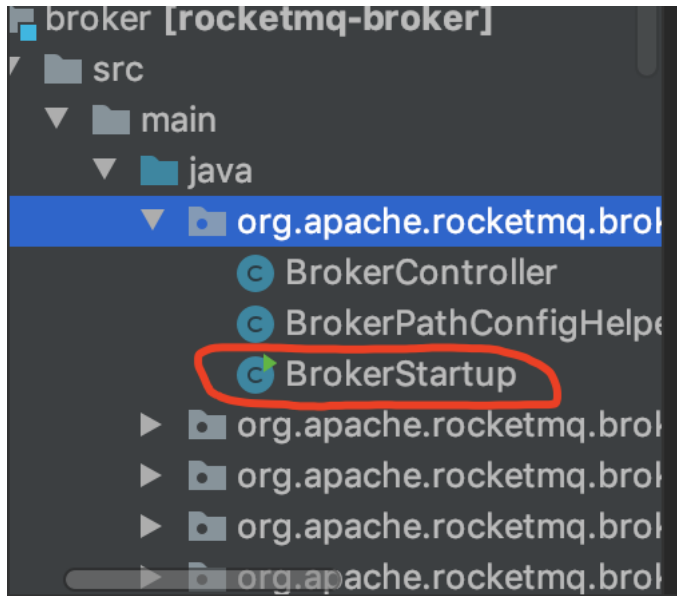 broker [rocketmq-broker]
src
main
java
org.apache.rocketmq.brok
BrokerController
BrokerPathConfigHelpe
BrokerStartup
org.apache.rocketmq.brok
org.apache.rocketmq.brok
org.apache.rocketmq.brok
org.apache.rocketmq.brok